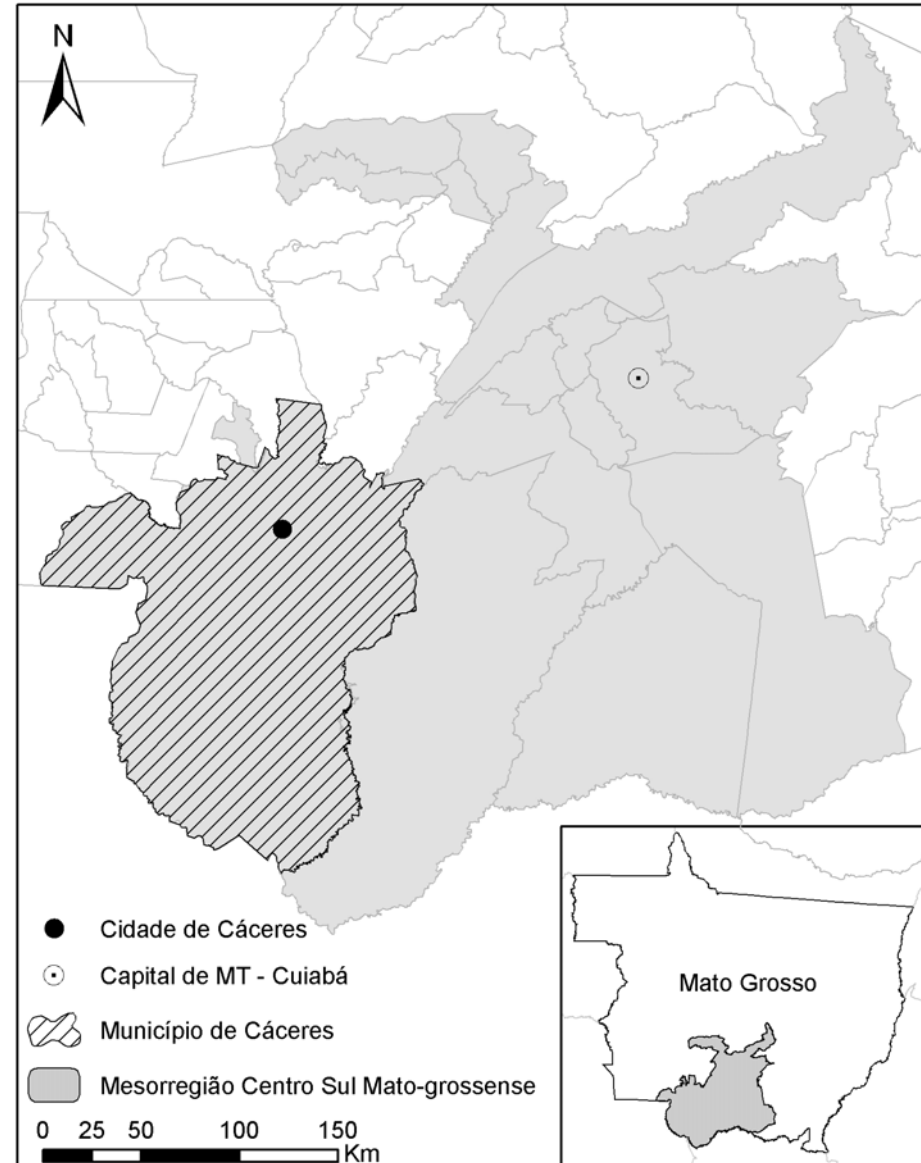 N
Mato Grosso
Cidade de Cáceres
Capital de MT - Cuiabá
Município de Cáceres
Mesorregião Centro Sul Mato-grossense
0 25 50 100 150
Km